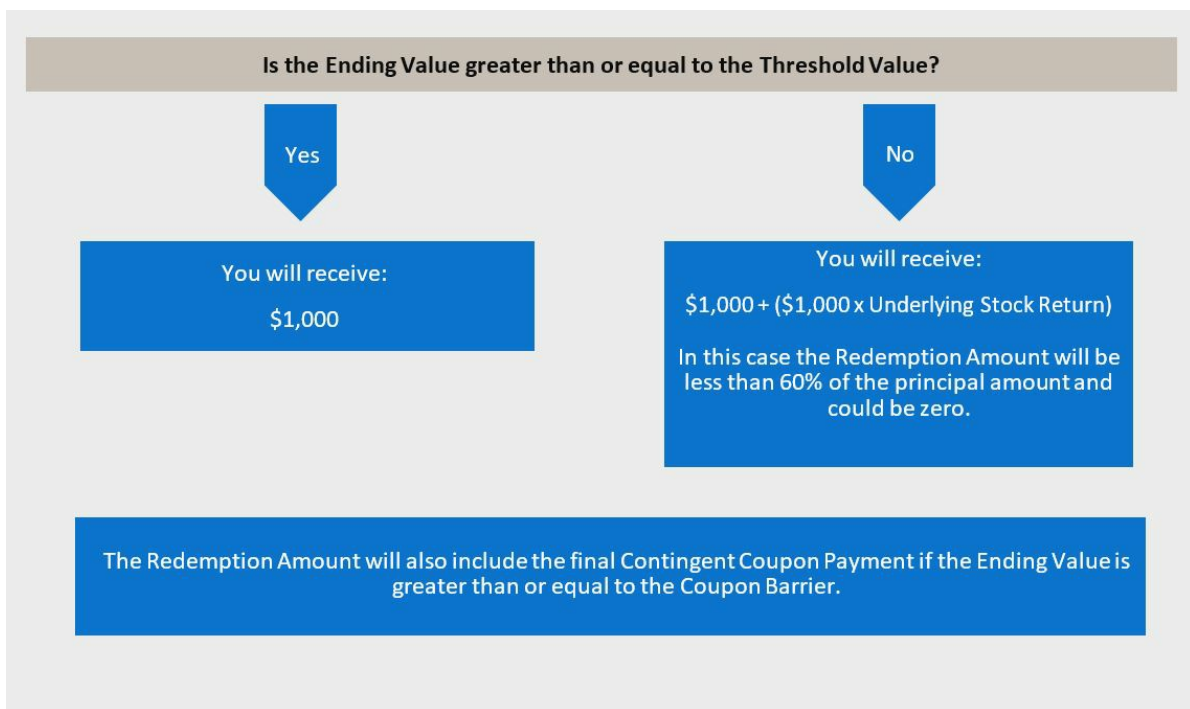 Is the Ending Value greater than or equal to the Threshold Value?
Yes
No
You will receive:
$1,000
You will receive:
$1,000 + ($1,000 x Underlying Stock Return)
In this case the Redemption Amount will be
less than 60% of the principal amount and
could be zero.
The Redemption Amount will also include the final Contingent Coupon Payment if the Ending Value is
greater than or equal to the Coupon Barrier.